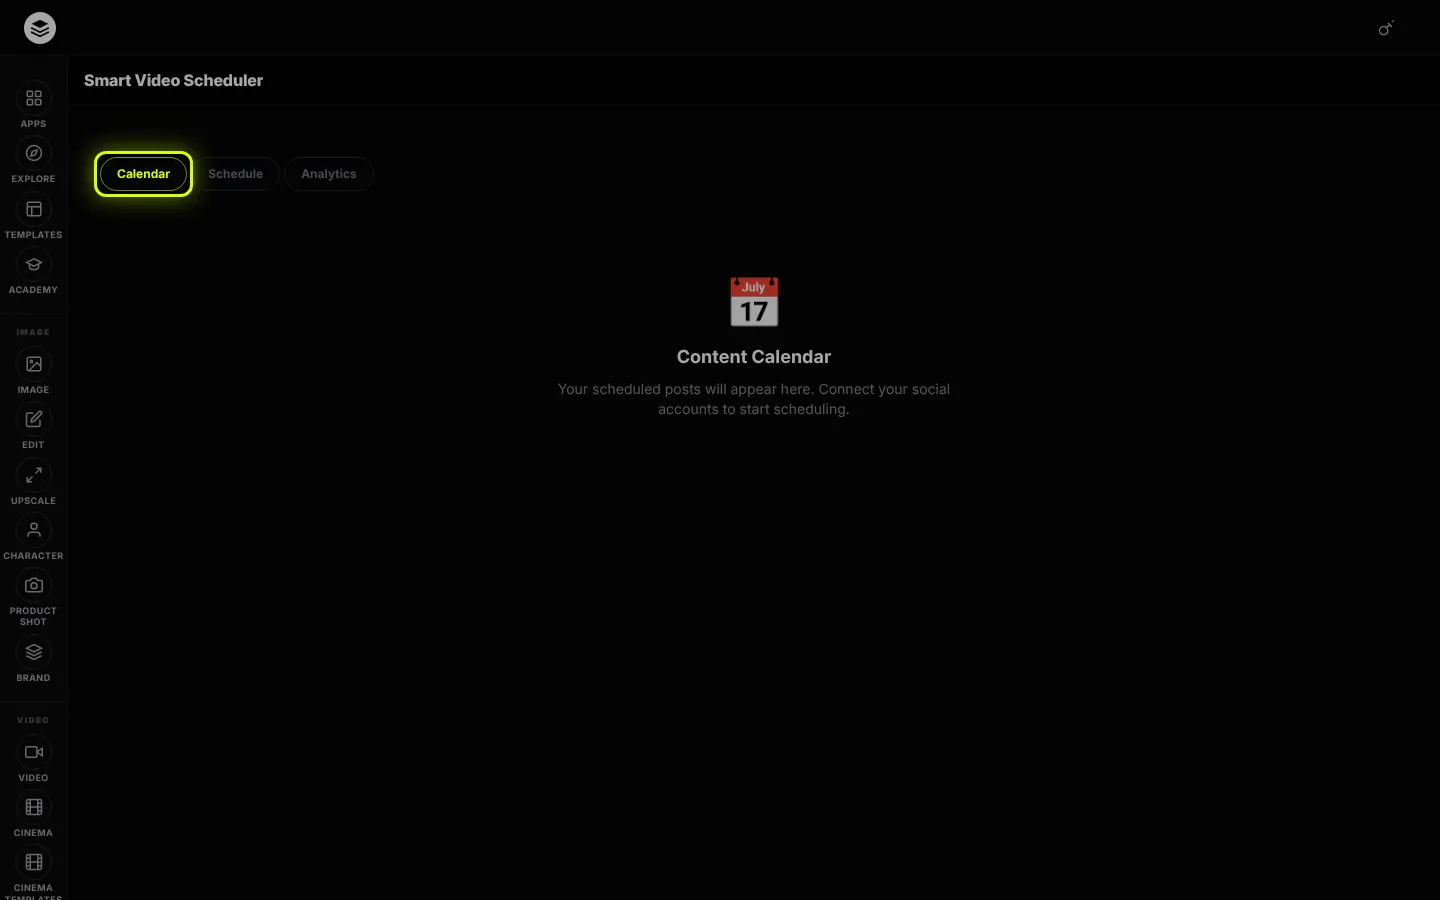 Smart Video Scheduler
APPS
EXPLORE
TEMPLATES
ACADEMY
IMAGE
IMAGE
EDIT
UPSCALE
CHARACTER
PRODUCT
SHOT
BRAND
VIDEO
VIDEO
CINEMA
CINEMA
TEMPLATES
Calendar
Schedule
Analytics
July
17
Content Calendar
Your scheduled posts will appear here. Connect your social
accounts to start scheduling.